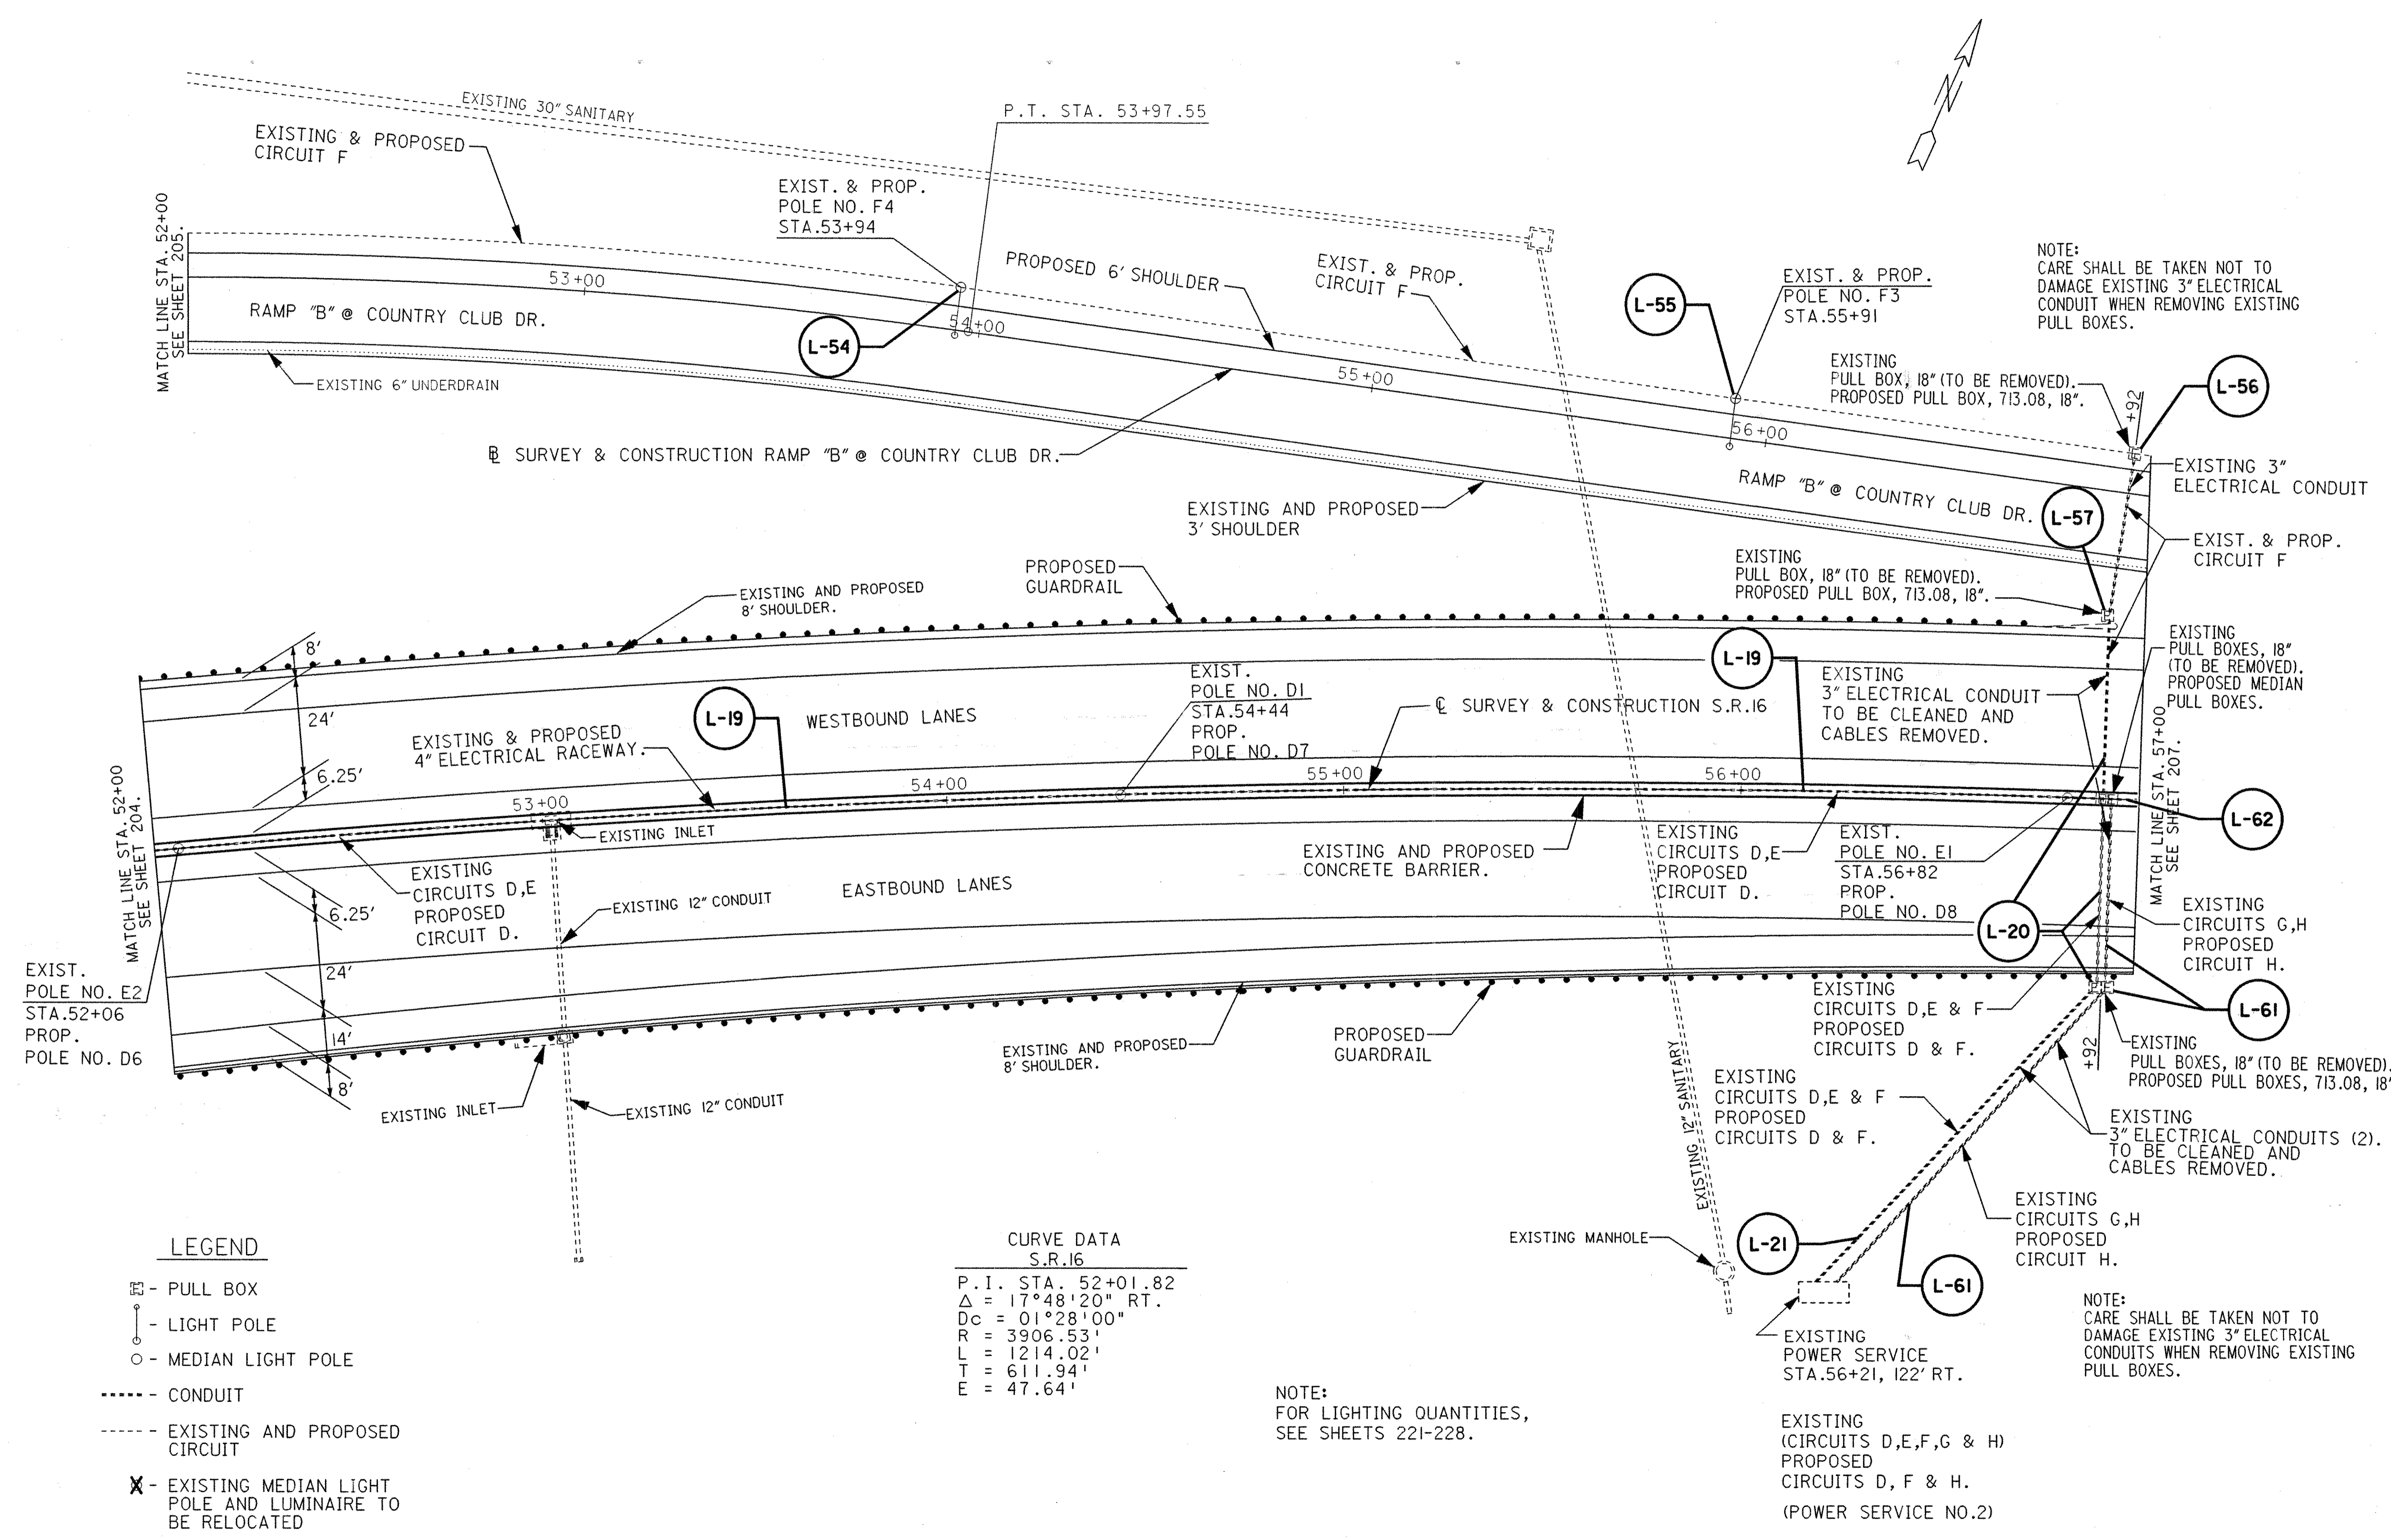 EXISTING 30" SANITARY
P.T. STA. 53+97.55
EXISTING & PROPOSED
CIRCUIT F
EXIST. & PROP.
POLE NO. F4
STA.53+94
MATCH LINE STA. 52+00
SEE SHEET 205.
53+00
RAMP "B" @ COUNTRY CLUB DR.
L-54
54+00
PROPOSED 6' SHOULDER
EXIST. & PROP.
CIRCUIT F
L-55
EXIST. & PROP.
POLE NO. F3
STA.55+91
N
NOTE:
CARE SHALL BE TAKEN NOT TO
DAMAGE EXISTING 3" ELECTRICAL
CONDUIT WHEN REMOVING EXISTING
PULL BOXES.
EXISTING
PULL BOX, 18" (TO BE REMOVED).
PROPOSED PULL BOX, 713.08, 18".
L-56
+92
EXISTING 6" UNDERDRAIN
55+00
56+00
℄ SURVEY & CONSTRUCTION RAMP "B" @ COUNTRY CLUB DR.
EXISTING AND PROPOSED
3' SHOULDER
RAMP "B" @ COUNTRY CLUB DR.
L-57
EXISTING 3"
ELECTRICAL CONDUIT
EXIST. & PROP.
CIRCUIT F
EXISTING
PULL BOX, 18" (TO BE REMOVED).
PROPOSED PULL BOX, 713.08, 18".
PROPOSED
GUARDRAIL
EXISTING AND PROPOSED
8' SHOULDER.
8'
24'
6.25'
EXISTING & PROPOSED
4" ELECTRICAL RACEWAY.
L-19
WESTBOUND LANES
EXIST.
POLE NO. D1
STA.54+44
PROP.
POLE NO. D7
℄ SURVEY & CONSTRUCTION S.R.16
L-19
EXISTING
3" ELECTRICAL CONDUIT
TO BE CLEANED AND
CABLES REMOVED.
EXISTING
PULL BOXES, 18"
(TO BE REMOVED).
PROPOSED MEDIAN
PULL BOXES.
MATCH LINE STA. 57+00
SEE SHEET 207.
MATCH LINE STA. 52+00
SEE SHEET 204.
53+00
54+00
55+00
56+00
EXISTING INLET
EXISTING
CIRCUITS D,E
PROPOSED
CIRCUIT D.
EXISTING 12" CONDUIT
EASTBOUND LANES
EXISTING AND PROPOSED
CONCRETE BARRIER.
EXISTING
CIRCUITS D,E
PROPOSED
CIRCUIT D.
EXIST.
POLE NO. E1
STA.56+82
PROP.
POLE NO. D8
L-62
L-20
EXISTING
CIRCUITS G,H
PROPOSED
CIRCUIT H.
6.25'
24'
14'
8'
EXIST.
POLE NO. E2
STA.52+06
PROP.
POLE NO. D6
EXISTING INLET
EXISTING 12" CONDUIT
EXISTING AND PROPOSED
8' SHOULDER.
PROPOSED
GUARDRAIL
EXISTING 12" SANITARY
EXISTING
CIRCUITS D,E & F
PROPOSED
CIRCUITS D & F.
L-61
+92
EXISTING
PULL BOXES, 18" (TO BE REMOVED).
PROPOSED PULL BOXES, 713.08, 18"
EXISTING
CIRCUITS D,E & F
PROPOSED
CIRCUITS D & F.
EXISTING
3" ELECTRICAL CONDUITS (2).
TO BE CLEANED AND
CABLES REMOVED.
EXISTING
CIRCUITS G,H
PROPOSED
CIRCUIT H.
EXISTING MANHOLE
L-21
L-61
EXISTING
POWER SERVICE
STA.56+21, 122' RT.
NOTE:
CARE SHALL BE TAKEN NOT TO
DAMAGE EXISTING 3" ELECTRICAL
CONDUITS WHEN REMOVING EXISTING
PULL BOXES.
EXISTING
(CIRCUITS D,E,F,G & H)
PROPOSED
CIRCUITS D, F & H.
(POWER SERVICE NO.2)
LEGEND
- PULL BOX
- LIGHT POLE
- MEDIAN LIGHT POLE
- CONDUIT
- EXISTING AND PROPOSED
CIRCUIT
- EXISTING MEDIAN LIGHT
POLE AND LUMINAIRE TO
BE RELOCATED
CURVE DATA
S.R.16
P.I. STA. 52+01.82
Δ = 17°48'20" RT.
Dc = 01°28'00"
R = 3906.53'
L = 1214.02'
T = 611.94'
E = 47.64'
NOTE:
FOR LIGHTING QUANTITIES,
SEE SHEETS 221-228.